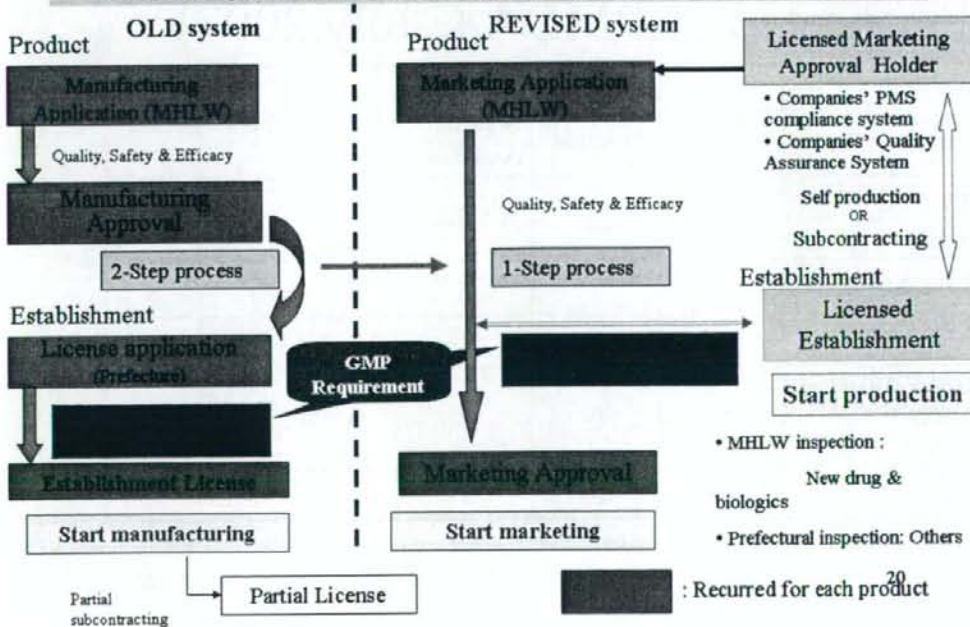 OLD system
Product
Manufacturing
Application (MHLW)
Quality, Safety & Efficacy
Manufacturing
Approval
2-Step process
Establishment
License application
(Prefecture)
GMP
Requirement
Establishment License
Start manufacturing
Partial
subcontracting
Partial License
REVISED system
Product
Marketing Application
(MHLW)
Quality, Safety & Efficacy
1-Step process
Marketing Approval
Start marketing
Licensed Marketing
Approval Holder
• Companies' PMS
compliance system
• Companies' Quality
Assurance System
Self production
OR
Subcontracting
Establishment
Licensed
Establishment
Start production
• MHLW inspection :
New drug &
biologics
• Prefectural inspection: Others
: Recurred for each product
20